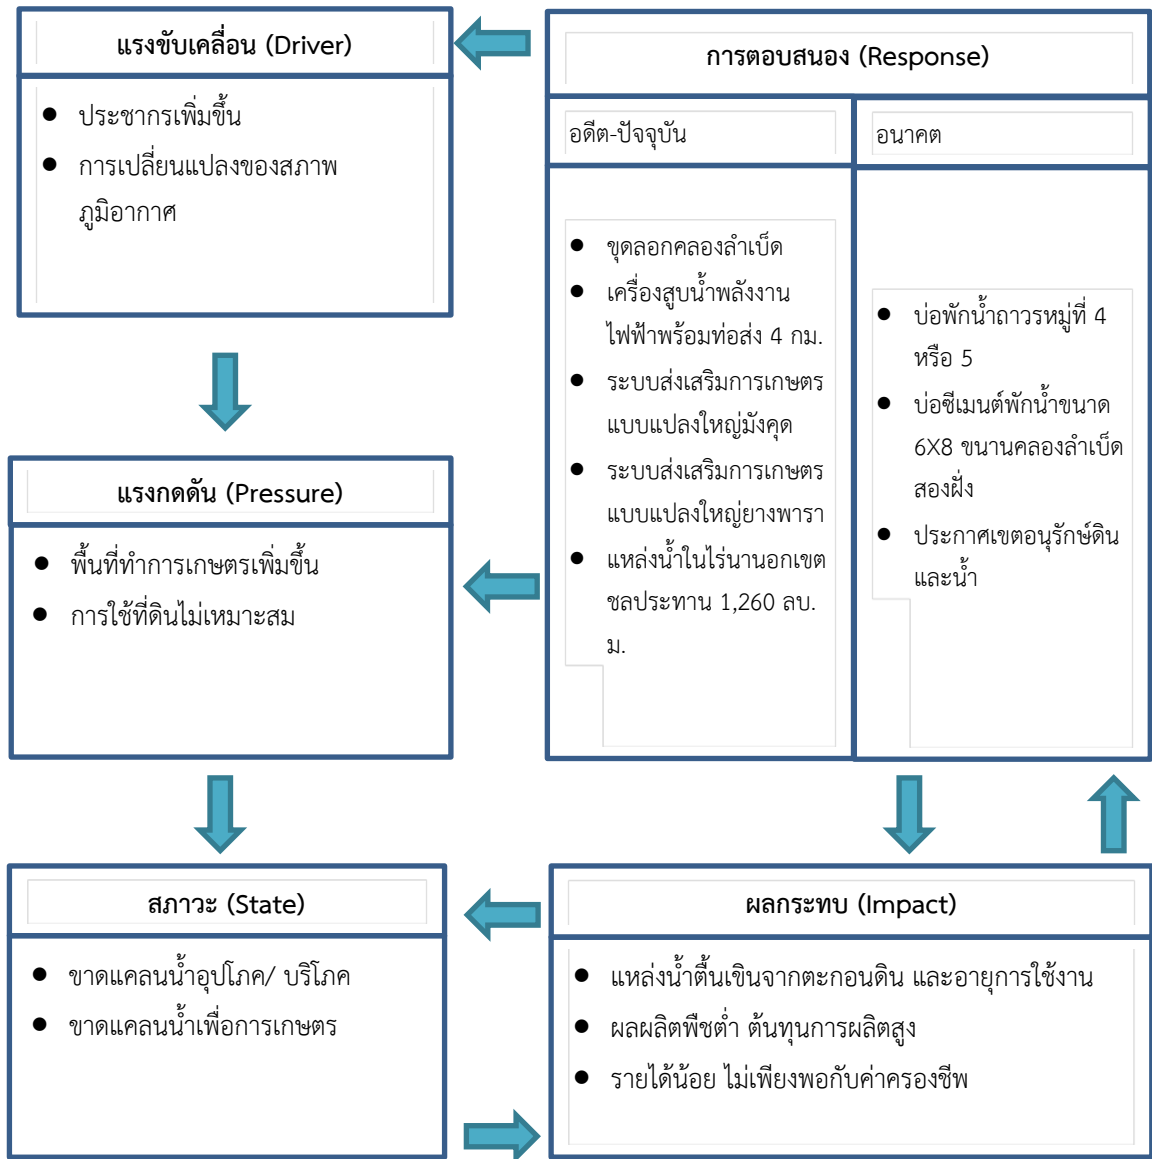 แรงขับเคลื่อน (Driver)
ประชากรเพิ่มขึ้น
การเปลี่ยนแปลงของสภาพ
ภูมิอากาศ
การตอบสนอง (Response)
อดีต-ปัจจุบัน
ขุดลอกคลองลำเบ็ด
เครื่องสูบน้ำพลังงาน
ไฟฟ้าพร้อมท่อส่ง 4 กม.
ระบบส่งเสริมการเกษตร
แบบแปลงใหญ่มังคุด
ระบบส่งเสริมการเกษตร
แบบแปลงใหญ่ยางพารา
แหล่งน้ำในไร่นานอกเขต
ชลประทาน 1,260 ลบ.
ม.
อนาคต
บ่อพักน้ำถาวรหมู่ที่ 4
หรือ 5
บ่อซีเมนต์พักน้ำขนาด
6X8 ขนานคลองลำเบ็ด
สองฝั่ง
ประกาศเขตอนุรักษ์ดิน
และน้ำ
แรงกดดัน (Pressure)
พื้นที่ทำการเกษตรเพิ่มขึ้น
การใช้ที่ดินไม่เหมาะสม
สภาวะ (State)
ขาดแคลนน้ำอุปโภค/ บริโภค
ขาดแคลนน้ำเพื่อการเกษตร
ผลกระทบ (Impact)
แหล่งน้ำตื้นเขินจากตะกอนดิน และอายุการใช้งาน
ผลผลิตพืชต่ำ ต้นทุนการผลิตสูง
รายได้น้อย ไม่เพียงพอกับค่าครองชีพ